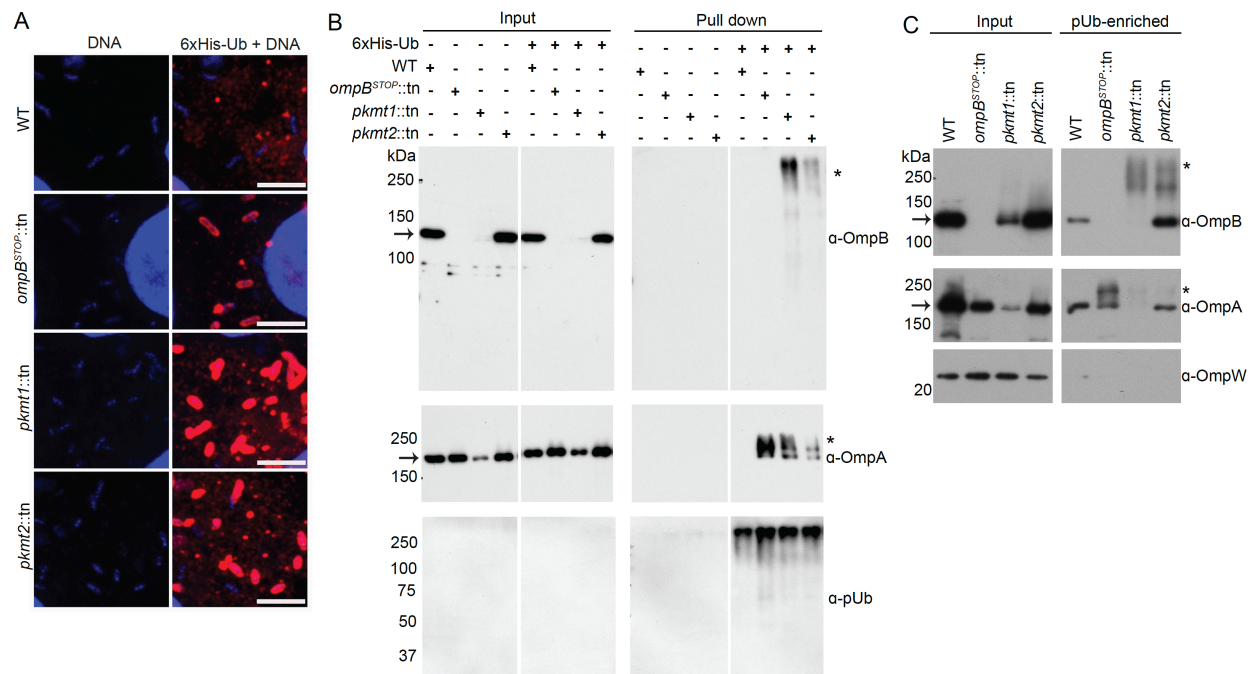 A
DNA
6xHis-Ub + DNA
WT
ompBSTOP::tn
pkmt1::tn
pkmt2::tn
B
Input
Pull down
6xHis-Ub - - - - + + + + - - - - + + + +
WT + - - - + - - - + - - - + - - -
ompBSTOP::tn - + - - - + - - - + - - - + - -
pkmt1::tn - - + - - - + - - - + - - - + -
pkmt2::tn - - - + - - - + - - - + - - - +
kDa
250
*
150
→
α-OmpB
100
250
*
→
α-OmpA
150
250
100
75
α-pUb
50
37
C
Input
pUb-enriched
WT
ompBSTOP::tn
pkmt1::tn
pkmt2::tn
WT
ompBSTOP::tn
pkmt1::tn
pkmt2::tn
kDa
250
*
150
→
α-OmpB
100
250
*
→
α-OmpA
150
α-OmpW
20